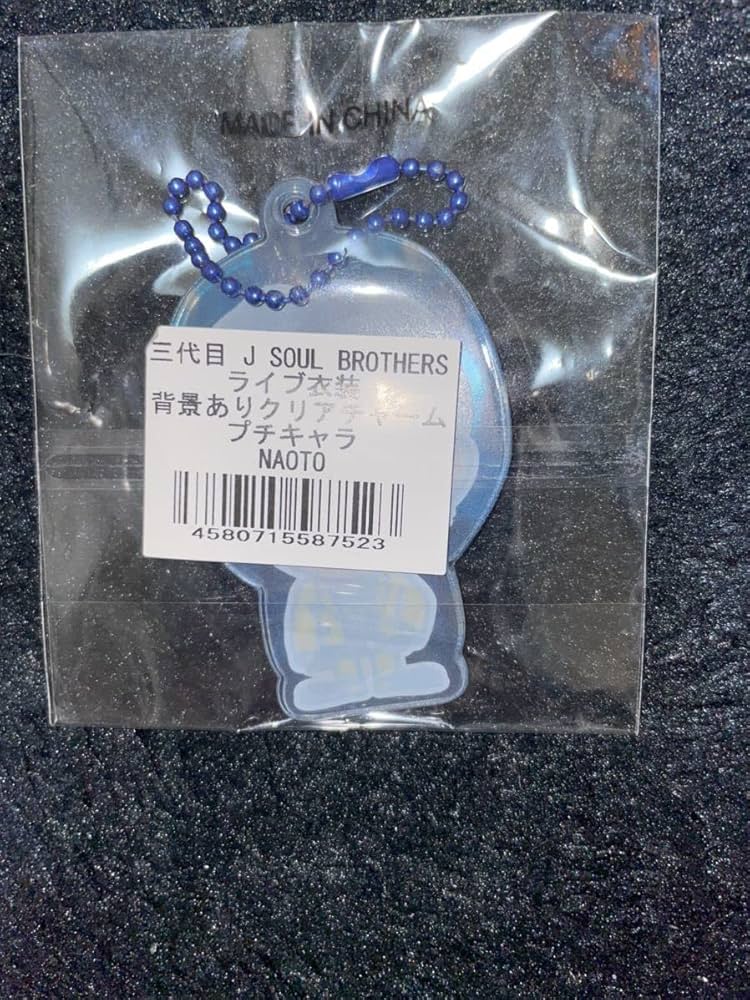 MADE IN CHINA
三代目 J SOUL BROTHERS
ライブ衣装
背景ありクリアチャーム
プチキャラ
NAOTO
4580715587523